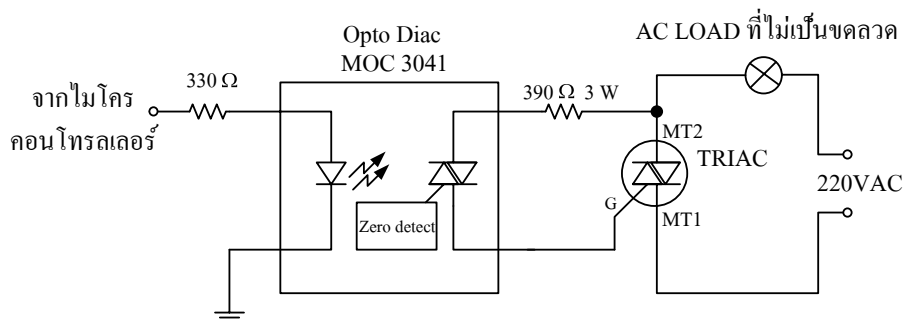 AC LOAD ที่ไม่เป็นขดลวด
Opto Diac
MOC 3041
330 Ω
390 Ω 3 W
จากไมโคร
คอนโทรลเลอร์
MT2
TRIAC
220VAC
G
MT1
Zero detect